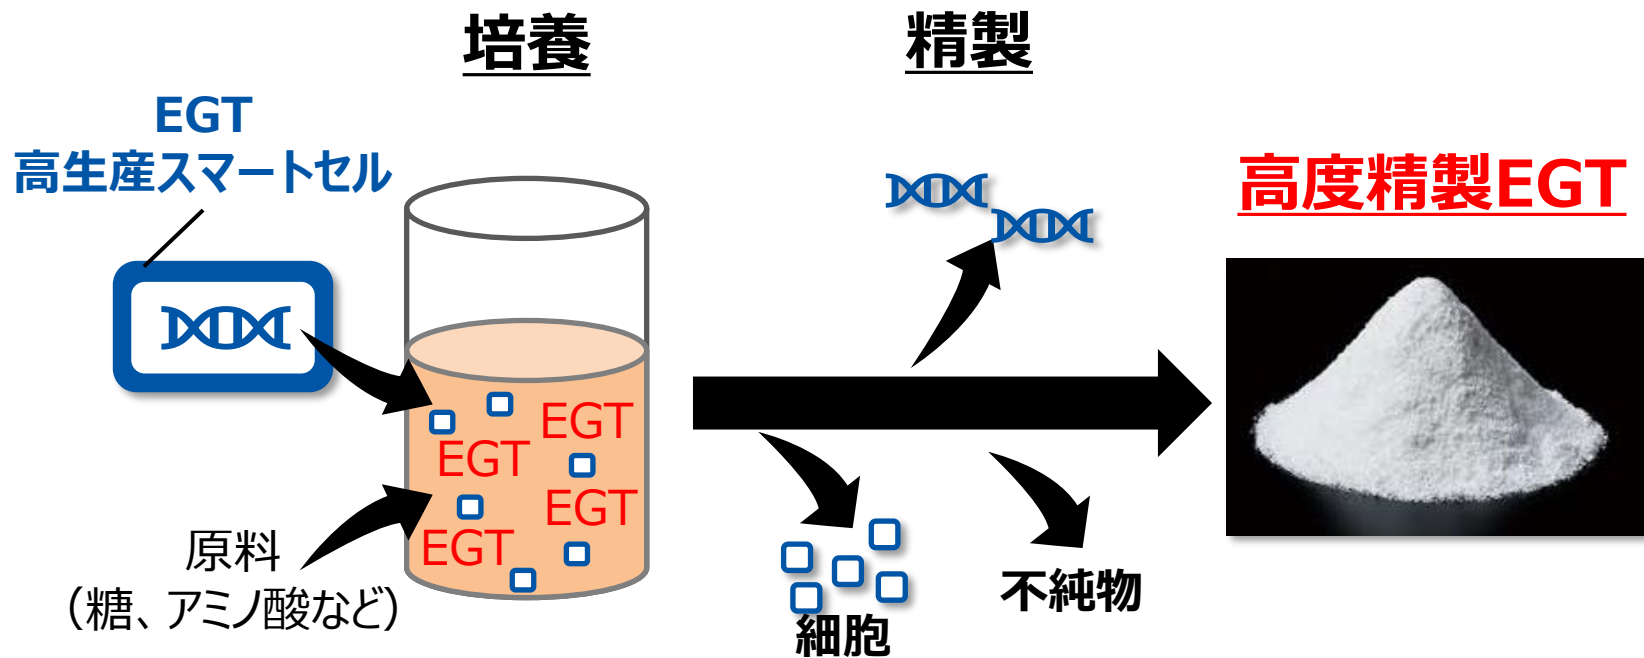 培養
精製
EGT
高生産スマートセル
高度精製EGT
EGT
EGT
EGT
EGT
原料
（糖、アミノ酸など）
細胞
不純物